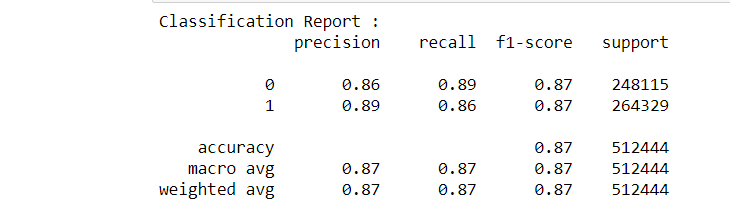 Classification Report :
precision recall f1-score support
0 0.86 0.89 0.87 248115
1 0.89 0.86 0.87 264329
accuracy 0.87 512444
macro avg 0.87 0.87 0.87 512444
weighted avg 0.87 0.87 0.87 512444